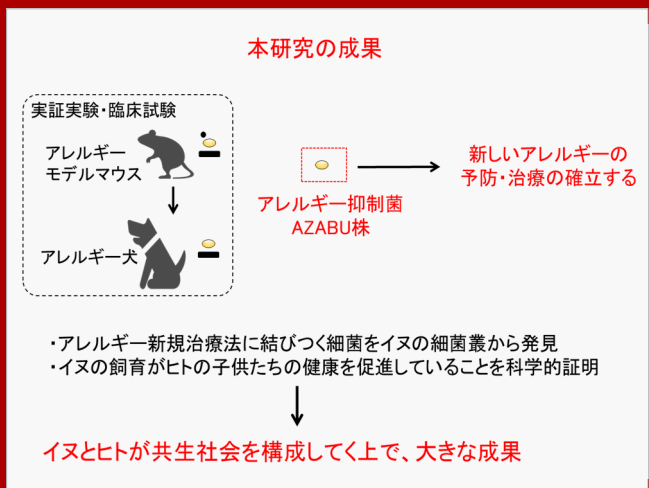 本研究の成果
実証実験・臨床試験
アレルギー
モデルマウス
アレルギー犬
アレルギー抑制菌
AZABU株
新しいアレルギーの
予防・治療の確立する
・アレルギー新規治療法に結びつく細菌をイヌの細菌叢から発見
・イヌの飼育がヒトの子供たちの健康を促進していることを科学的証明
イヌとヒトが共生社会を構成してく上で、大きな成果